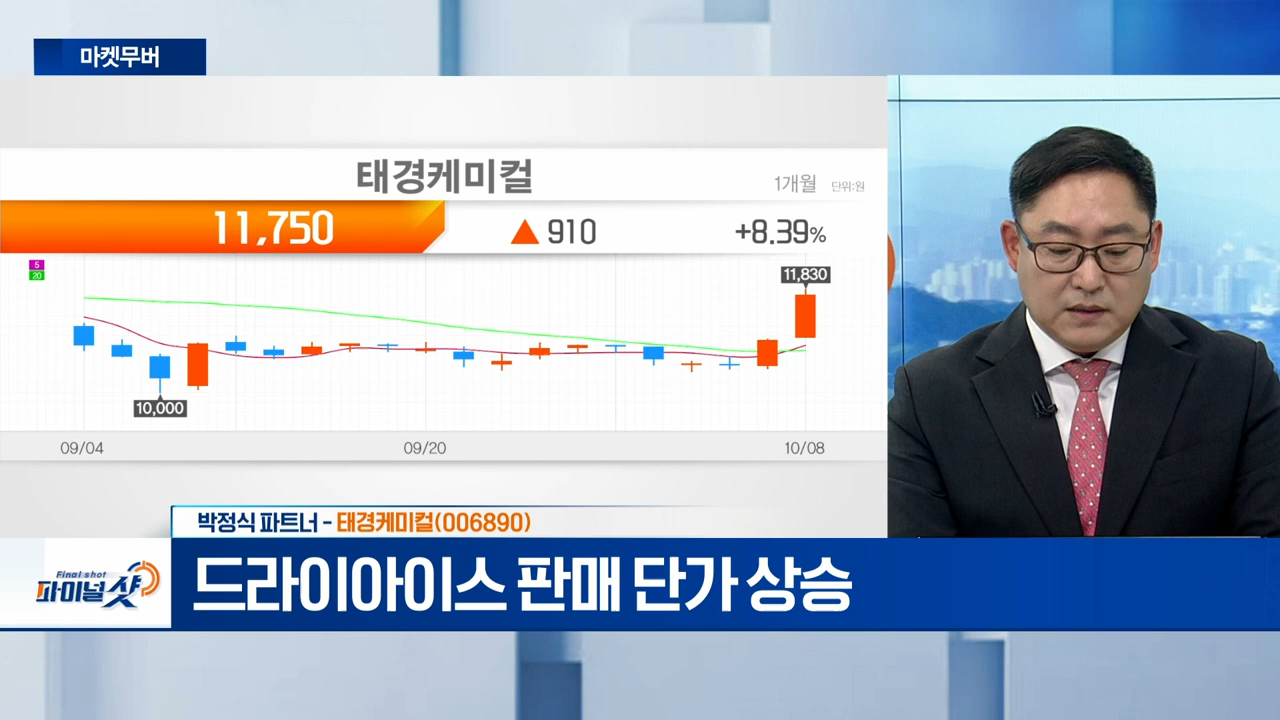 마켓무버
태경케미컬
1개월 단위:원
11,750 ▲ 910 +8.39%
5
20
11,830
10,000
09/04 09/20 10/08
박정식 파트너 - 태경케미컬(006890)
Final shot
파이널샷
드라이아이스 판매 단가 상승